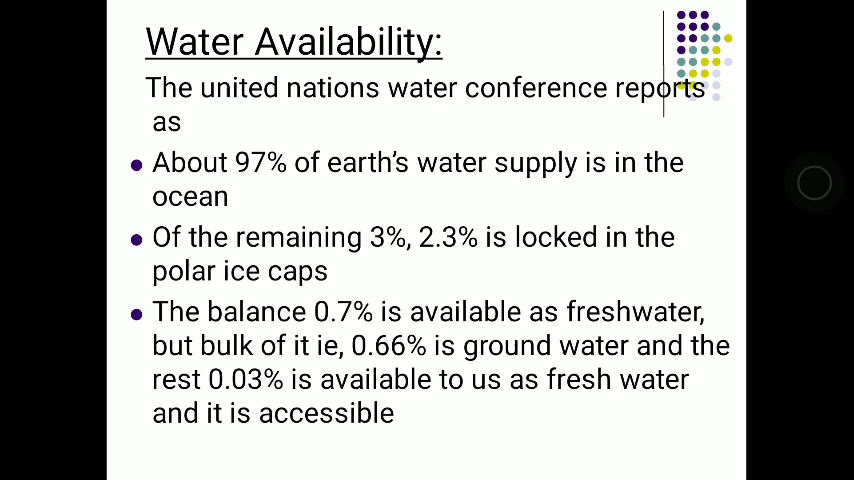 Water Availability:
The united nations water conference reports
as
● About 97% of earth's water supply is in the
ocean
● Of the remaining 3%, 2.3% is locked in the
polar ice caps
● The balance 0.7% is available as freshwater,
but bulk of it ie, 0.66% is ground water and the
rest 0.03% is available to us as fresh water
and it is accessible